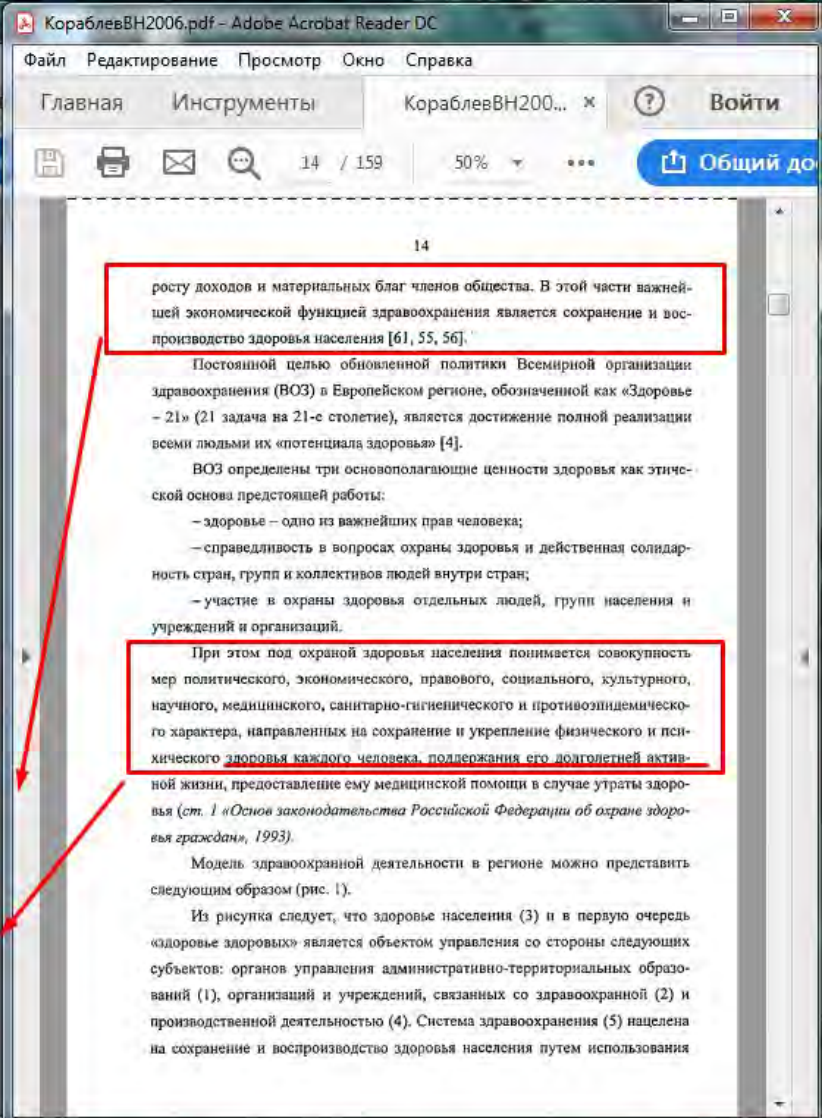 КораблевВН2006.pdf - Adobe Acrobat Reader DC
Файл Редактирование Просмотр Окно Справка
Главная Инструменты КораблевВН200... × ? Войти
14 / 159 50% Общий до
14
росту доходов и материальных благ членов общества. В этой части важней-
шей экономической функцией здравоохранения является сохранение и вос-
производство здоровья населения [61, 55, 56].
Постоянной целью обновленной политики Всемирной организации
здравоохранения (ВОЗ) в Европейском регионе, обозначенной как «Здоровье
– 21» (21 задача на 21-е столетие), является достижение полной реализации
всеми людьми их «потенциала здоровья» [4].
ВОЗ определены три основополагающие ценности здоровья как этиче-
ской основа предстоящей работы:
– здоровье – одно из важнейших прав человека;
– справедливость в вопросах охраны здоровья и действенная солидар-
ность стран, групп и коллективов людей внутри стран;
– участие в охраны здоровья отдельных людей, групп населения и
учреждений и организаций.
При этом под охраной здоровья населения понимается совокупность
мер политического, экономического, правового, социального, культурного,
научного, медицинского, санитарно-гигиенического и противоэпидемическо-
го характера, направленных на сохранение и укрепление физического и пси-
хического здоровья каждого человека, поддержания его долголетней актив-
ной жизни, предоставление ему медицинской помощи в случае утраты здоро-
вья (ст. 1 «Основ законодательства Российской Федерации об охране здоро-
вья граждан», 1993).
Модель здравоохранной деятельности в регионе можно представить
следующим образом (рис. 1).
Из рисунка следует, что здоровье населения (3) и в первую очередь
«здоровье здоровых» является объектом управления со стороны следующих
субъектов: органов управления административно-территориальных образо-
ваний (1), организаций и учреждений, связанных со здравоохранной (2) и
производственной деятельностью (4). Система здравоохранения (5) нацелена
на сохранение и воспроизводство здоровья населения путем использования